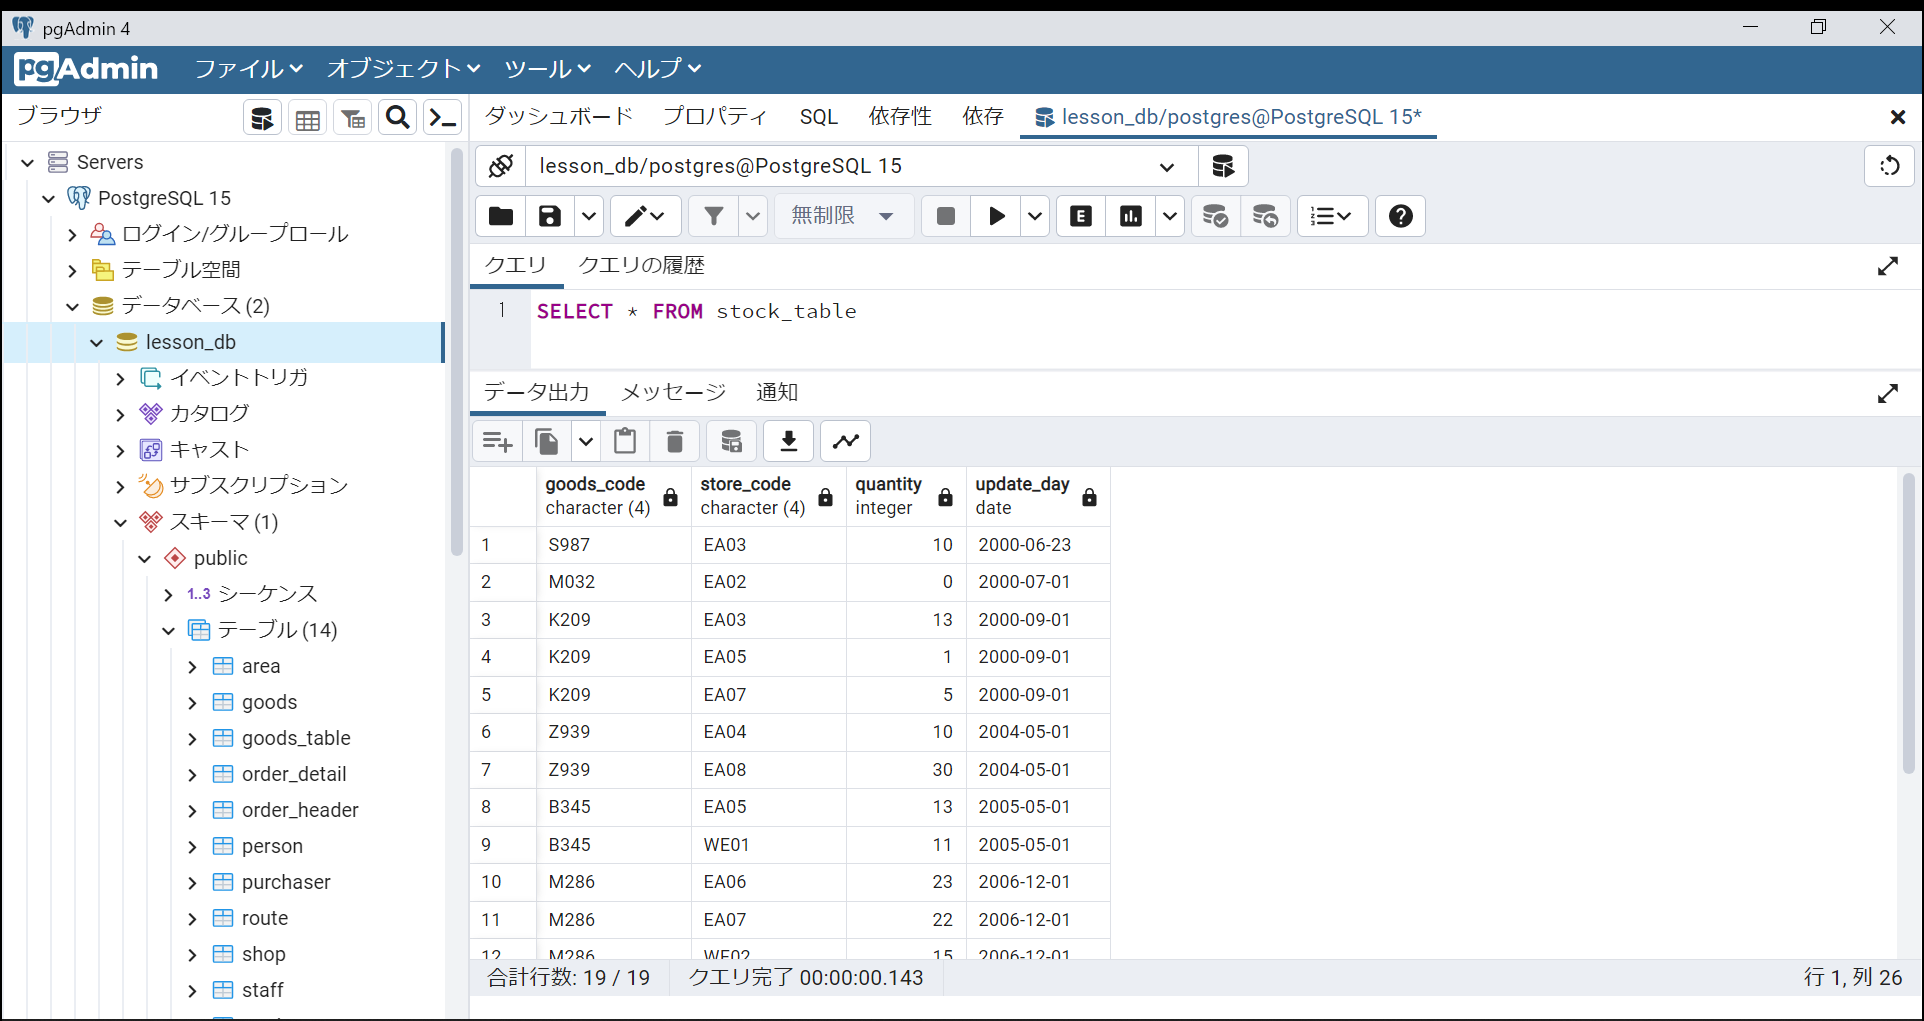 pgAdmin 4
pgAdmin ファイル オブジェクト ツール ヘルプ
ブラウザ
ダッシュボード プロパティ SQL 依存性 依存 lesson_db/postgres@PostgreSQL 15*
Servers
PostgreSQL 15
ログイン/グループロール
テーブル空間
データベース (2)
lesson_db
イベントトリガ
カタログ
キャスト
サブスクリプション
スキーマ (1)
public
1..3 シーケンス
テーブル (14)
area
goods
goods_table
order_detail
order_header
person
purchaser
route
shop
staff
lesson_db/postgres@PostgreSQL 15
無制限 E
クエリ クエリの履歴
1 SELECT * FROM stock_table
データ出力 メッセージ 通知
goods_code store_code quantity update_day
character (4) character (4) integer date
1 S987 EA03 10 2000-06-23
2 M032 EA02 0 2000-07-01
3 K209 EA03 13 2000-09-01
4 K209 EA05 1 2000-09-01
5 K209 EA07 5 2000-09-01
6 Z939 EA04 10 2004-05-01
7 Z939 EA08 30 2004-05-01
8 B345 EA05 13 2005-05-01
9 B345 WE01 11 2005-05-01
10 M286 EA06 23 2006-12-01
11 M286 EA07 22 2006-12-01
12 M286 WE02 15 2006-12-01
合計行数: 19 / 19 クエリ完了 00:00:00.143 行 1, 列 26